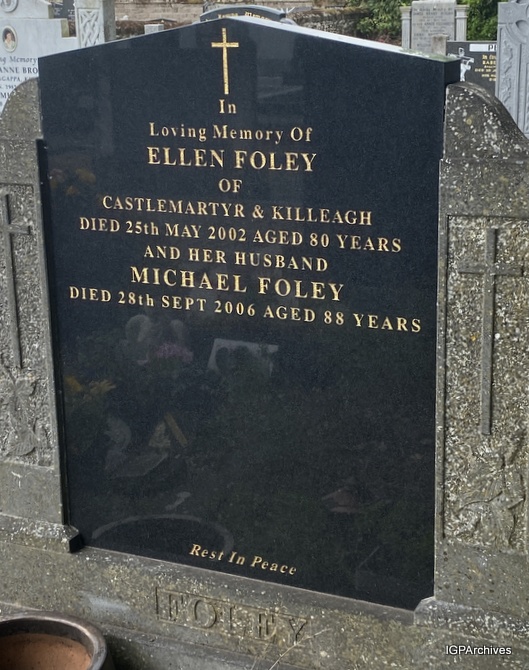 In
Loving Memory Of
ELLEN FOLEY
OF
CASTLEMARTYR & KILLEAGH
DIED 25th MAY 2002 AGED 80 YEARS
AND HER HUSBAND
MICHAEL FOLEY
DIED 28th SEPT 2006 AGED 88 YEARS
Rest In Peace
FOLEY
IGPArchives